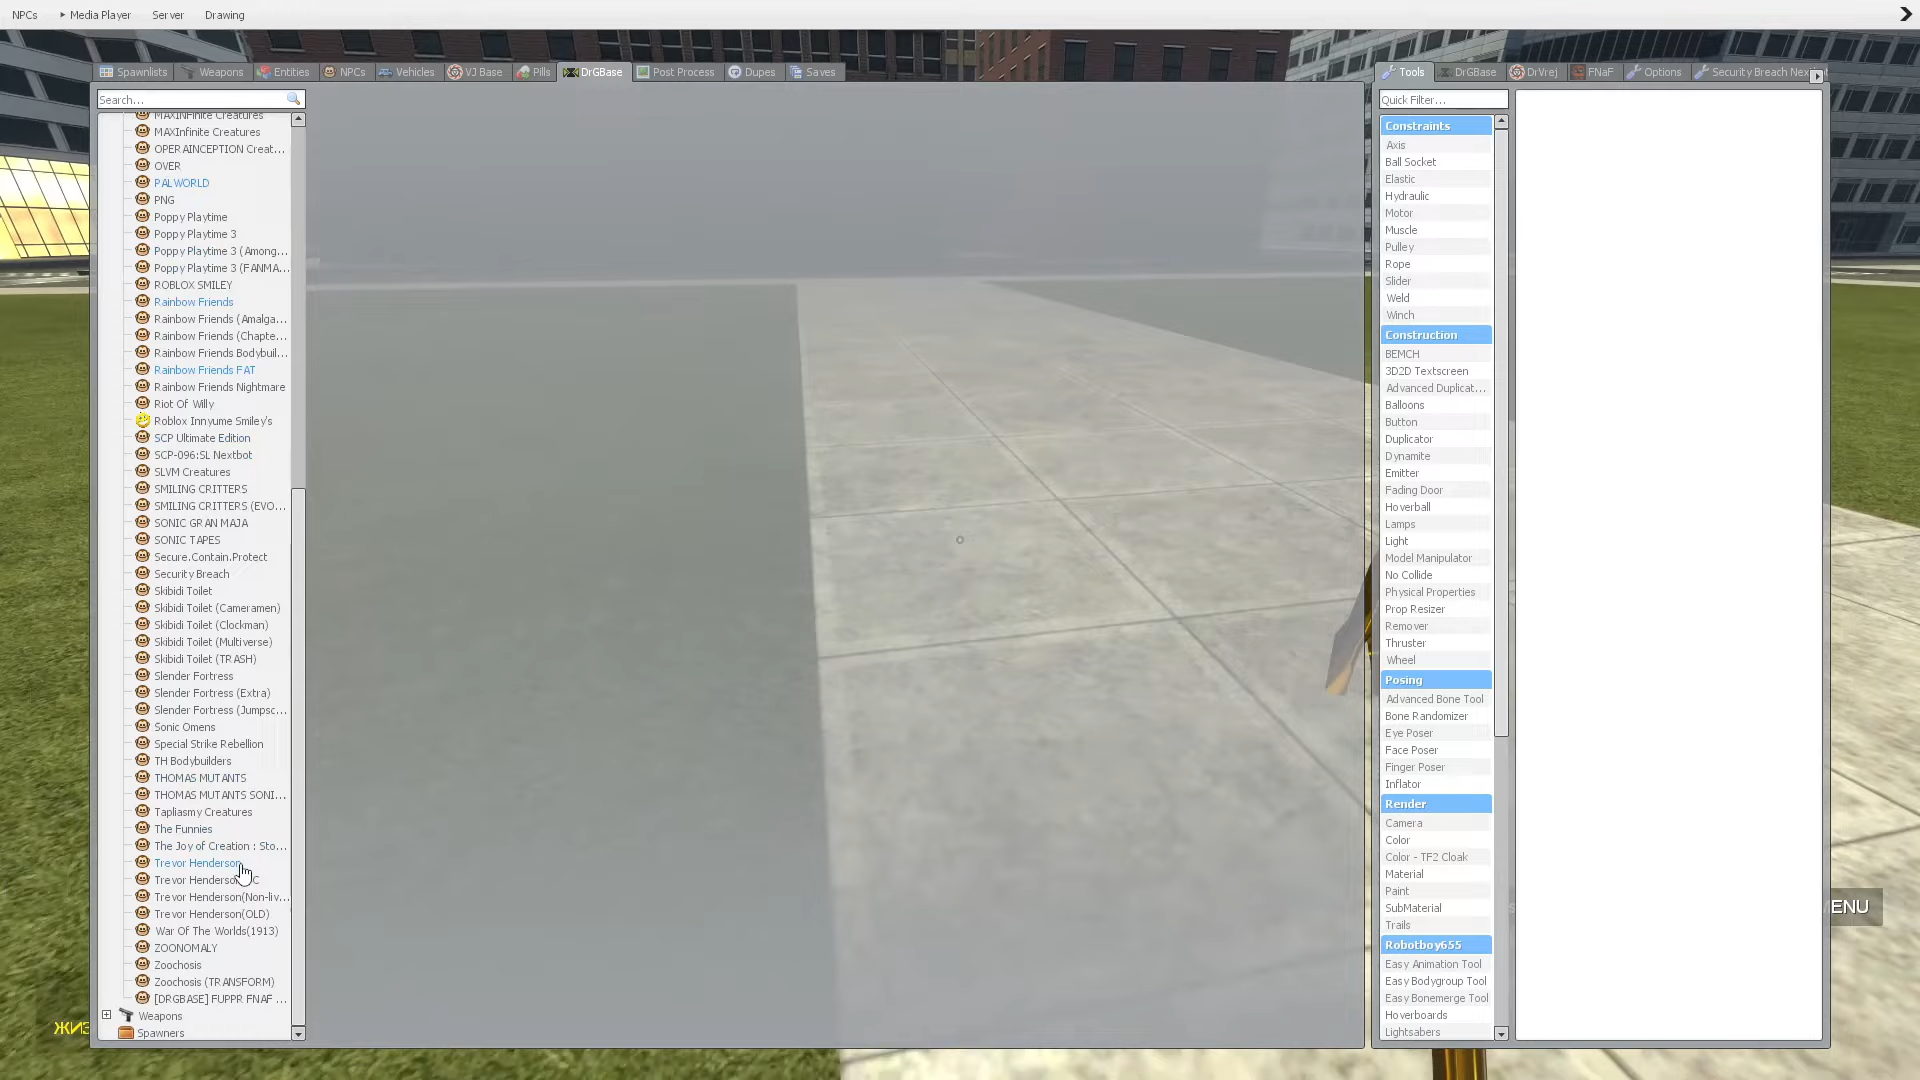 NPCs
Media Player
Server
Drawing
Spawnlists
Weapons
Entities
NPCs
Vehicles
VJ Base
Pills
DrGBase
Post Process
Dupes
Saves
Search...
MAXINFinite Creatures
MAXInfinite Creatures
OPERAINCEPTION Creat...
OVER
PALWORLD
PNG
Poppy Playtime
Poppy Playtime 3
Poppy Playtime 3 (Among...
Poppy Playtime 3 (FANMA...
ROBLOX SMILEY
Rainbow Friends
Rainbow Friends (Amalga...
Rainbow Friends (Chapte...
Rainbow Friends Bodybuil...
Rainbow Friends FAT
Rainbow Friends Nightmare
Riot Of Willy
Roblox Innyume Smiley's
SCP Ultimate Edition
SCP-096:SL Nextbot
SLVM Creatures
SMILING CRITTERS
SMILING CRITTERS (EVO...
SONIC GRAN MAJA
SONIC TAPES
Secure.Contain.Protect
Security Breach
Skibidi Toilet
Skibidi Toilet (Cameramen)
Skibidi Toilet (Clockman)
Skibidi Toilet (Multiverse)
Skibidi Toilet (TRASH)
Slender Fortress
Slender Fortress (Extra)
Slender Fortress (Jumpsc...
Sonic Omens
Special Strike Rebellion
TH Bodybuilders
THOMAS MUTANTS
THOMAS MUTANTS SONI...
Tapliasmy Creatures
The Funnies
The Joy of Creation : Sto...
Trevor Henderson
Trevor Henderson
Trevor Henderson(Non-liv...
Trevor Henderson(OLD)
War Of The Worlds(1913)
ZOONOMALY
Zoochosis
Zoochosis (TRANSFORM)
[DRGBASE] FUPPR FNAF ...
Weapons
Spawners
ЖИЗ
Tools
DrGBase
DrVrej
FNaF
Options
Security Breach Nex
Quick Filter...
Constraints
Axis
Ball Socket
Elastic
Hydraulic
Motor
Muscle
Pulley
Rope
Slider
Weld
Winch
Construction
BEMCH
3D2D Textscreen
Advanced Duplicat...
Balloons
Button
Duplicator
Dynamite
Emitter
Fading Door
Hoverball
Lamps
Light
Model Manipulator
No Collide
Physical Properties
Prop Resizer
Remover
Thruster
Wheel
Posing
Advanced Bone Tool
Bone Randomizer
Eye Poser
Face Poser
Finger Poser
Inflator
Render
Camera
Color
Color - TF2 Cloak
Material
Paint
SubMaterial
Trails
Robotboy655
Easy Animation Tool
Easy Bodygroup Tool
Easy Bonemerge Tool
Hoverboards
Lightsabers
ENU